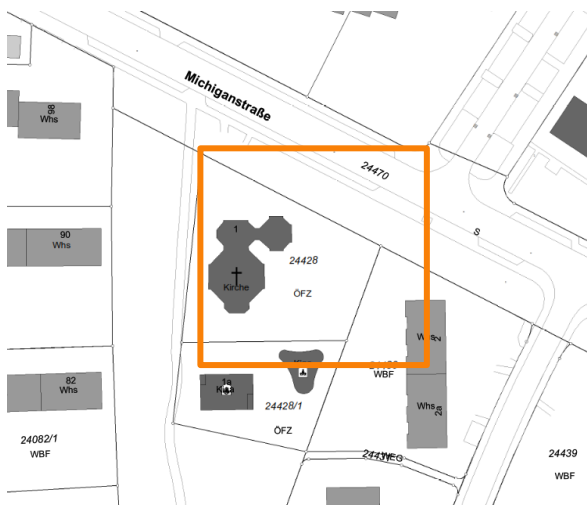 Michiganstraße
98
Whs
24470
1
90
Whs
S
24428
Kirche
ÖFZ
Whs
2
WBF
82
Whs
1a
24428/1
Whs
2a
ÖFZ
24082/1
WBF
WEG
24439
WBF